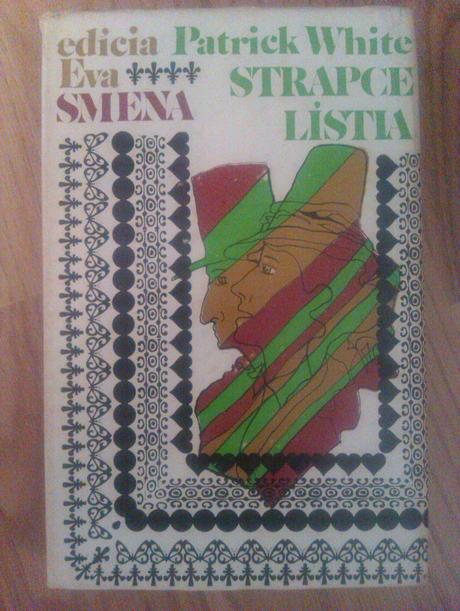 edicia
Eva
SMENA
Patrick White
STRAPCE
LÍSTIA